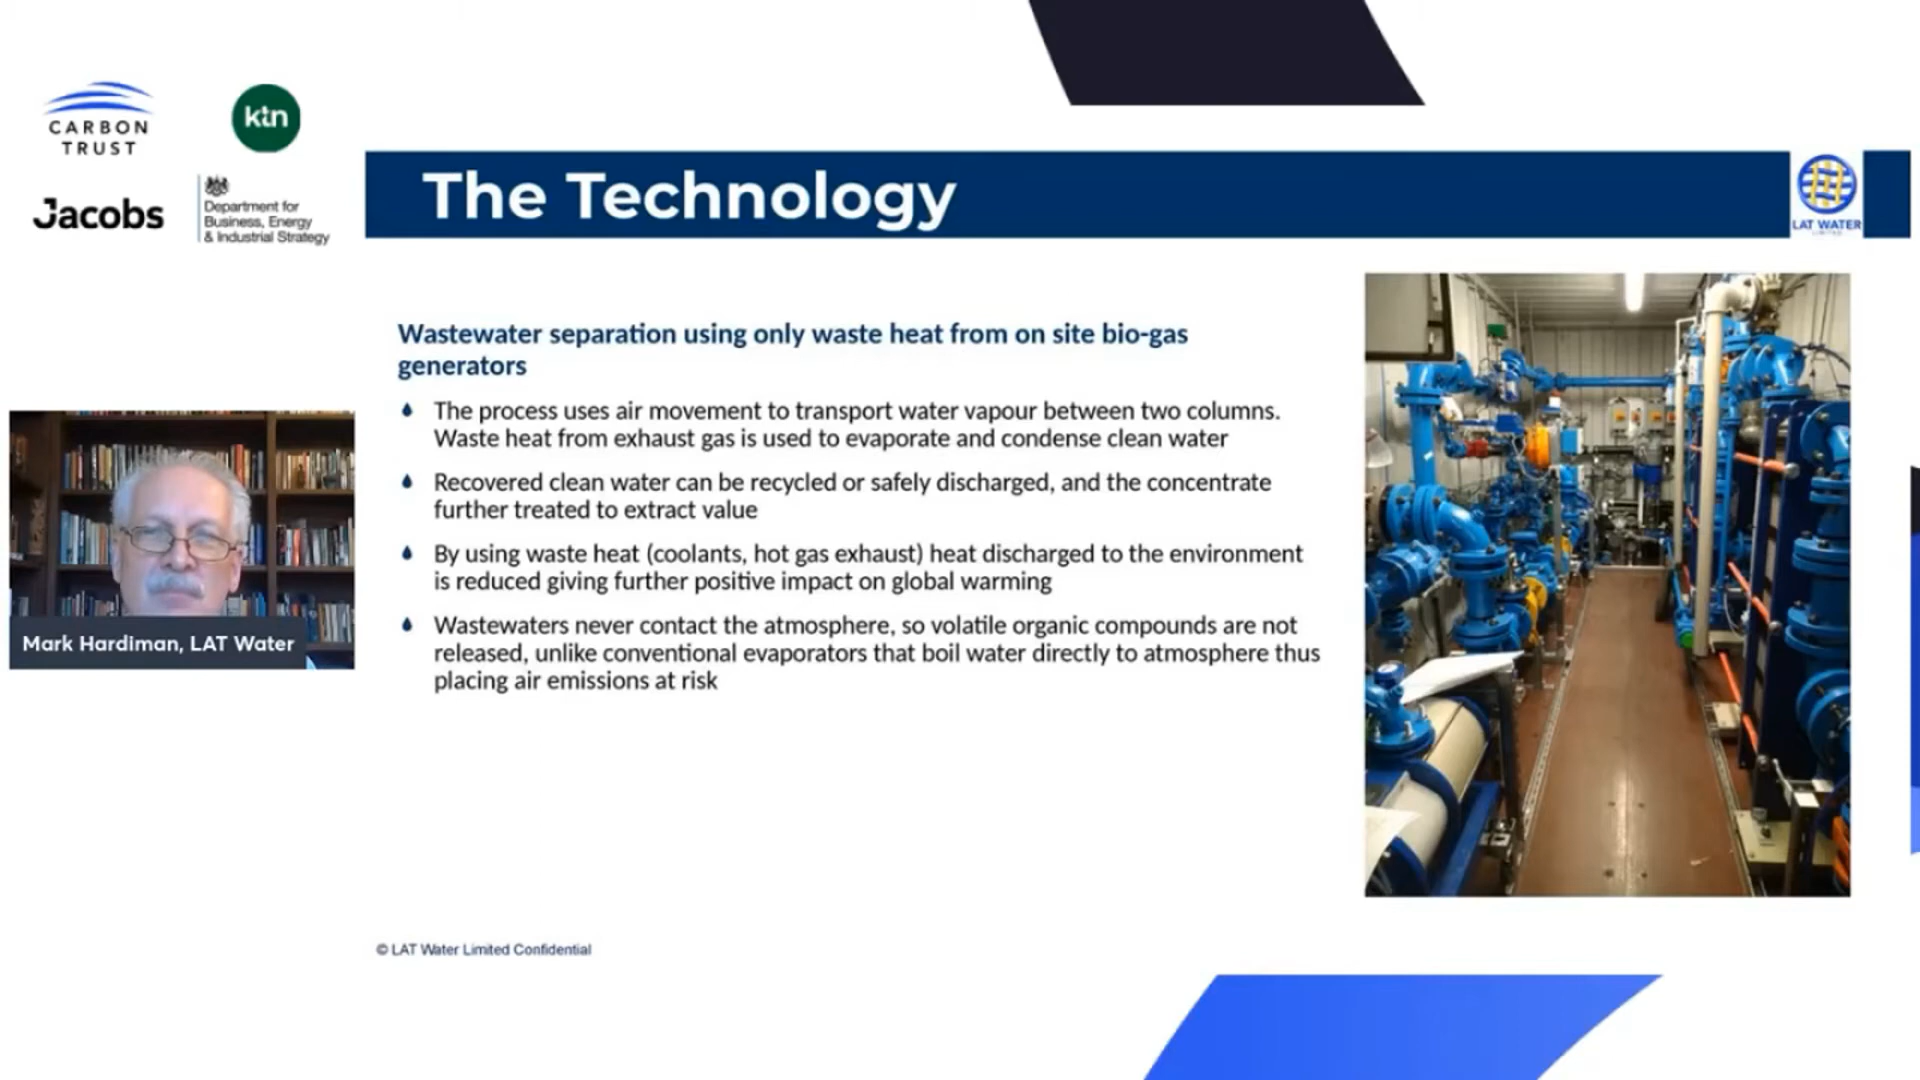 CARBON
TRUST
ktn
Jacobs
Department for
Business, Energy
& Industrial Strategy
The Technology
LAT WATER
Wastewater separation using only waste heat from on site bio-gas
generators
The process uses air movement to transport water vapour between two columns.
Waste heat from exhaust gas is used to evaporate and condense clean water
Recovered clean water can be recycled or safely discharged, and the concentrate
further treated to extract value
By using waste heat (coolants, hot gas exhaust) heat discharged to the environment
is reduced giving further positive impact on global warming
Wastewaters never contact the atmosphere, so volatile organic compounds are not
released, unlike conventional evaporators that boil water directly to atmosphere thus
placing air emissions at risk
Mark Hardiman, LAT Water
© LAT Water Limited Confidential